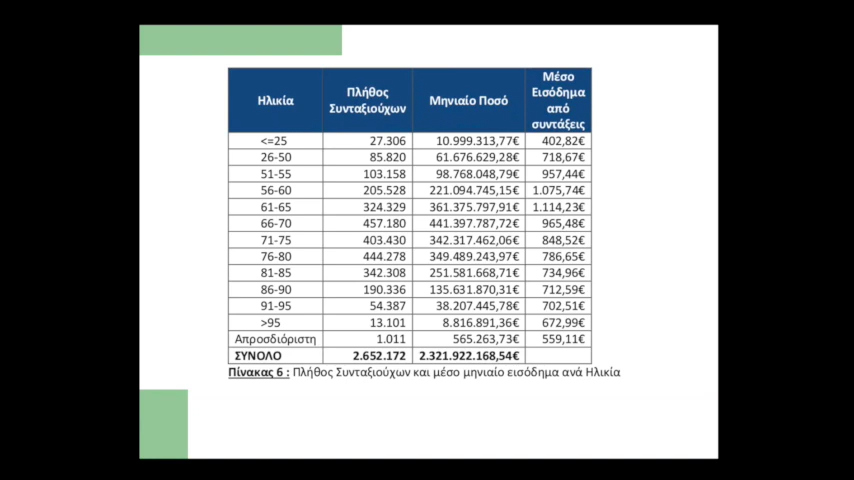 Ηλικία Πλήθος Συνταξιούχων Μηνιαίο Ποσό Μέσο Εισόδημα από συντάξεις
<=25 27.306 10.999.313,77€ 402,82€
26-50 85.820 61.676.629,28€ 718,67€
51-55 103.158 98.768.048,79€ 957,44€
56-60 205.528 221.094.745,15€ 1.075,74€
61-65 324.329 361.375.797,91€ 1.114,23€
66-70 457.180 441.397.787,72€ 965,48€
71-75 403.430 342.317.462,06€ 848,52€
76-80 444.278 349.489.243,97€ 786,65€
81-85 342.308 251.581.668,71€ 734,96€
86-90 190.336 135.631.870,31€ 712,59€
91-95 54.387 38.207.445,78€ 702,51€
>95 13.101 8.816.891,36€ 672,99€
Απροσδιόριστη 1.011 565.263,73€ 559,11€
ΣΥΝΟΛΟ 2.652.172 2.321.922.168,54€
Πίνακας 6 : Πλήθος Συνταξιούχων και μέσο μηνιαίο εισόδημα ανά Ηλικία